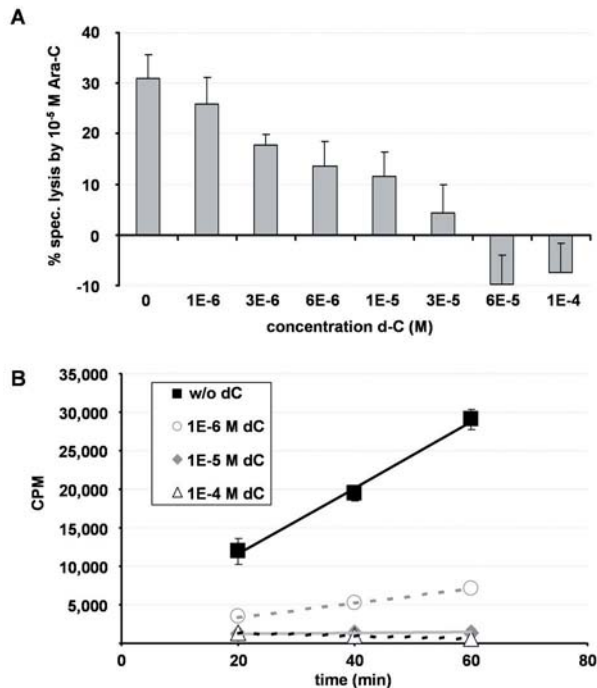 A
% spec. lysis by 10⁻⁵ M Ara-C
40
30
20
10
0
-10
0 1E-6 3E-6 6E-6 1E-5 3E-5 6E-5 1E-4
concentration d-C (M)
B
CPM
35,000
30,000
25,000
20,000
15,000
10,000
5,000
w/o dC
1E-6 M dC
1E-5 M dC
1E-4 M dC
0 20 40 60 80
time (min)